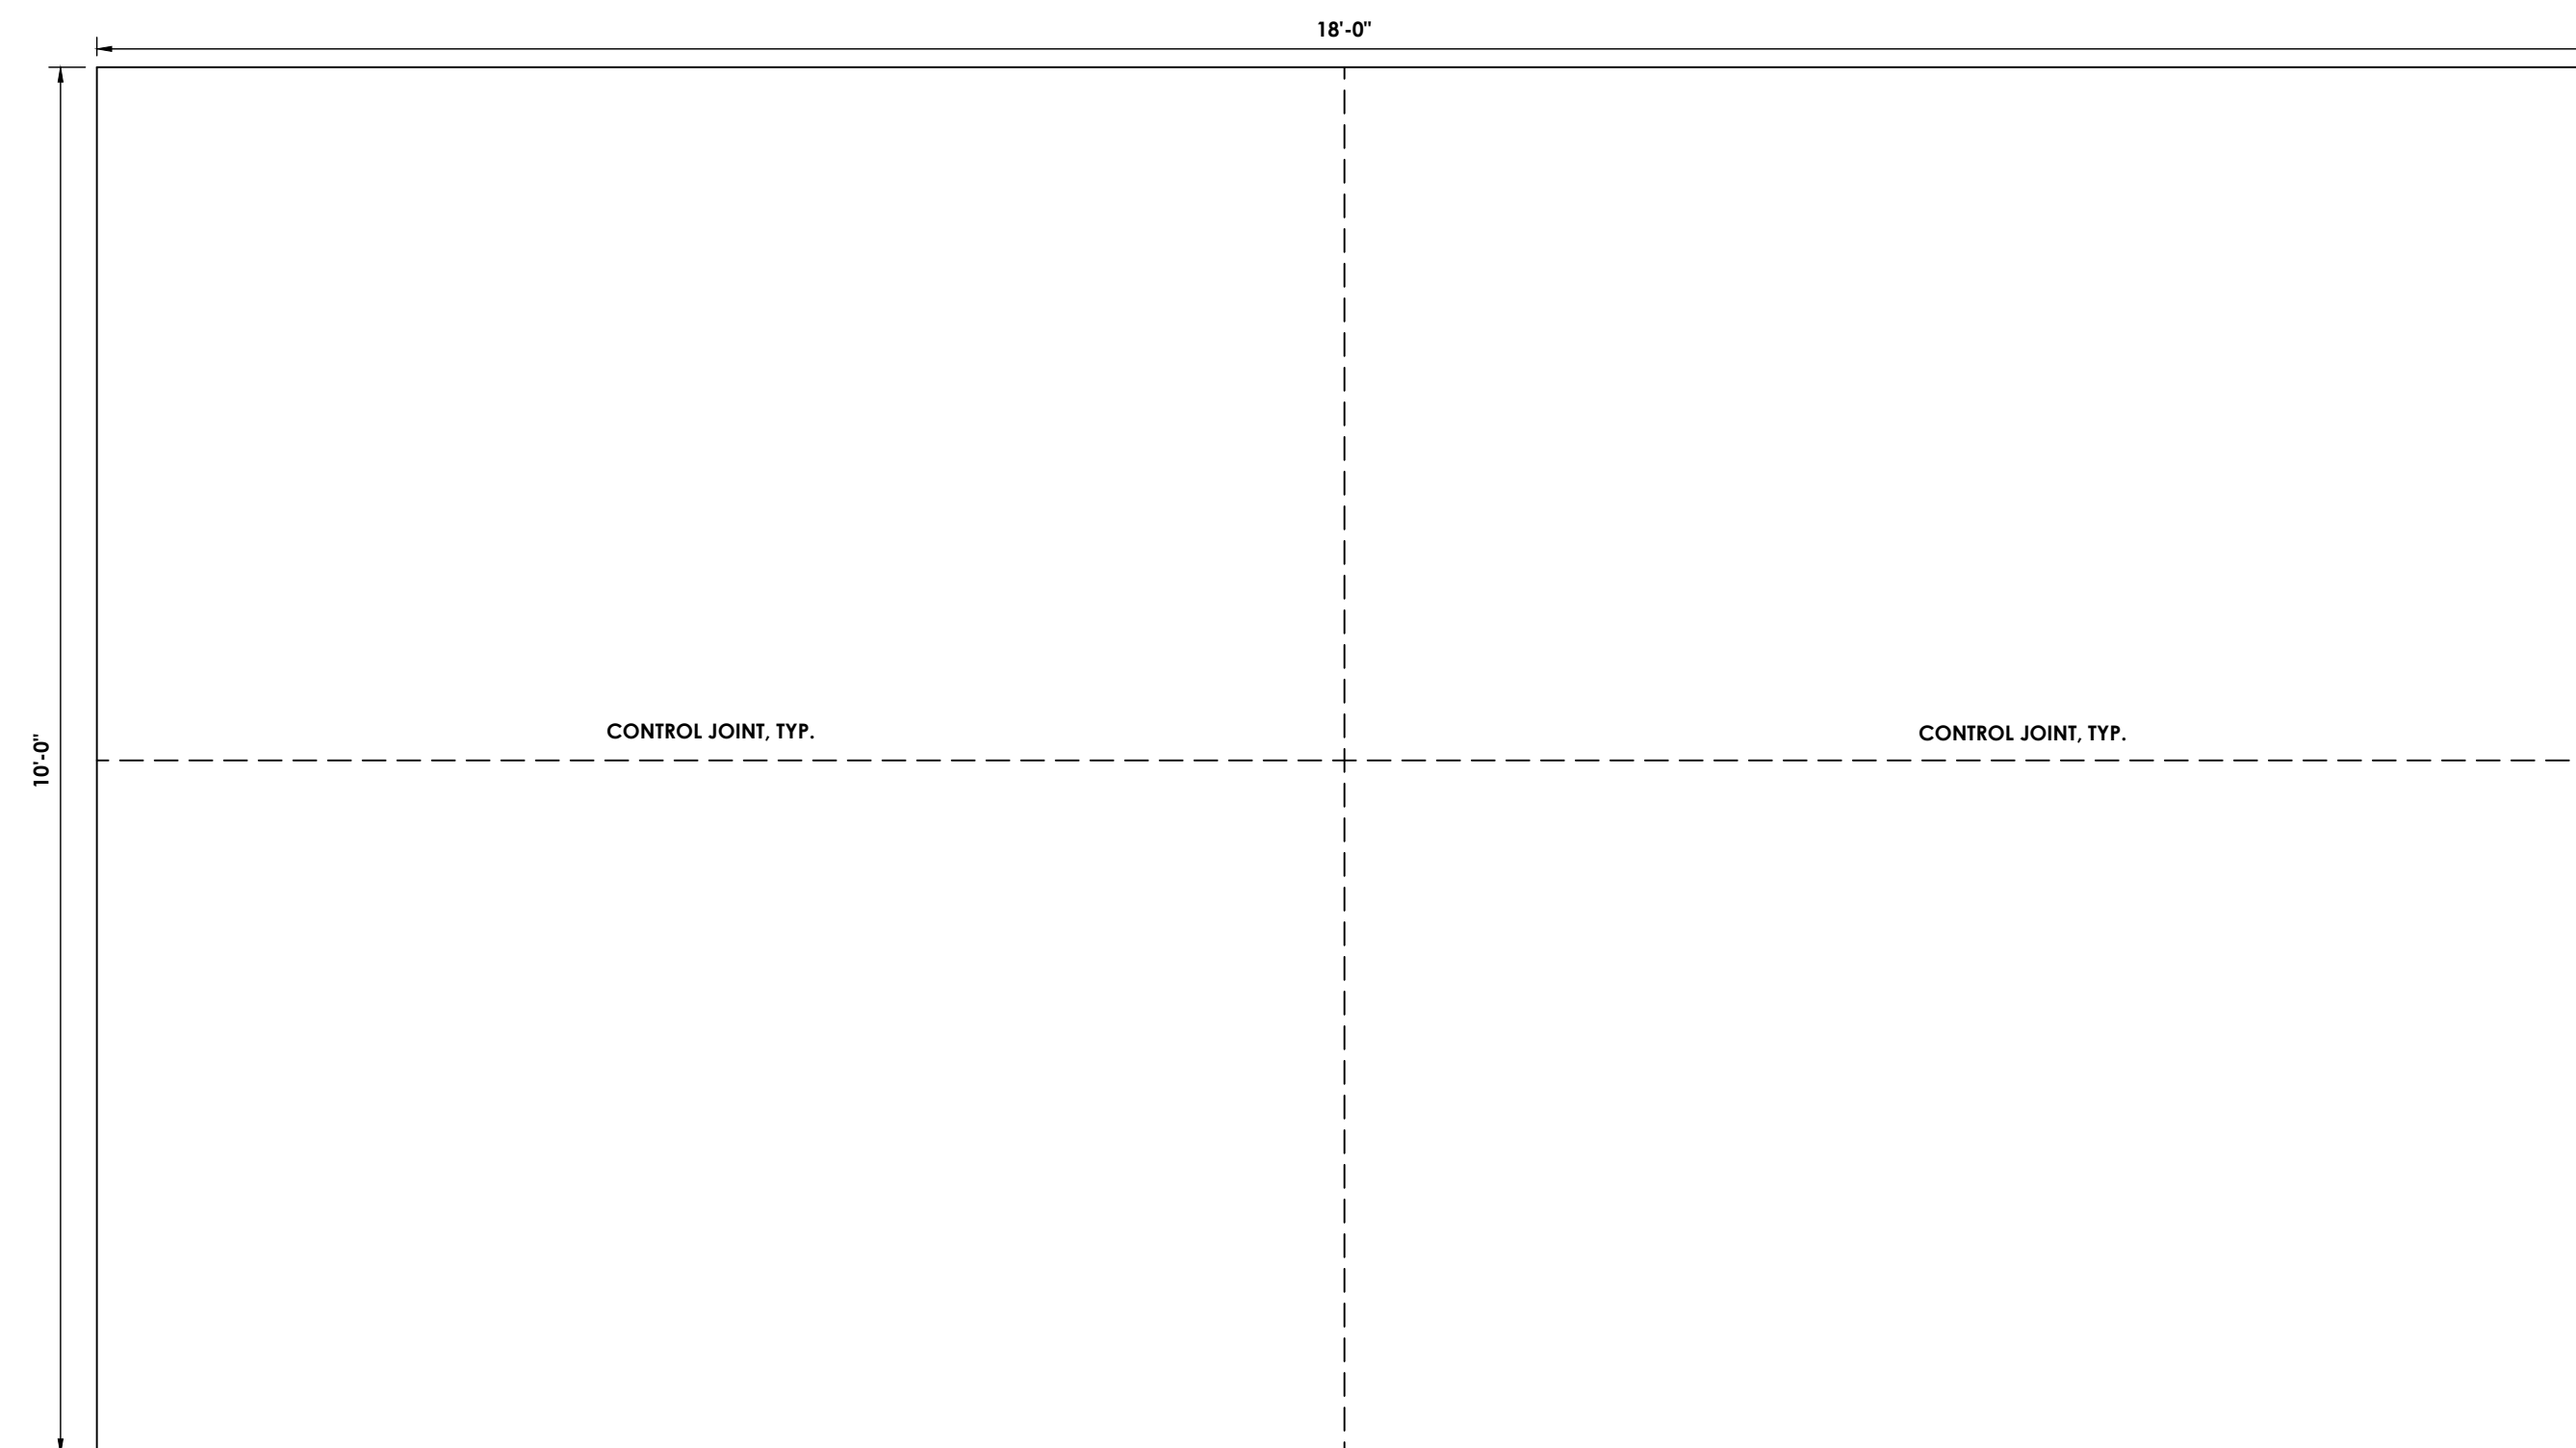 18'-0"
CONTROL JOINT, TYP.
CONTROL JOINT, TYP.
10'-0"